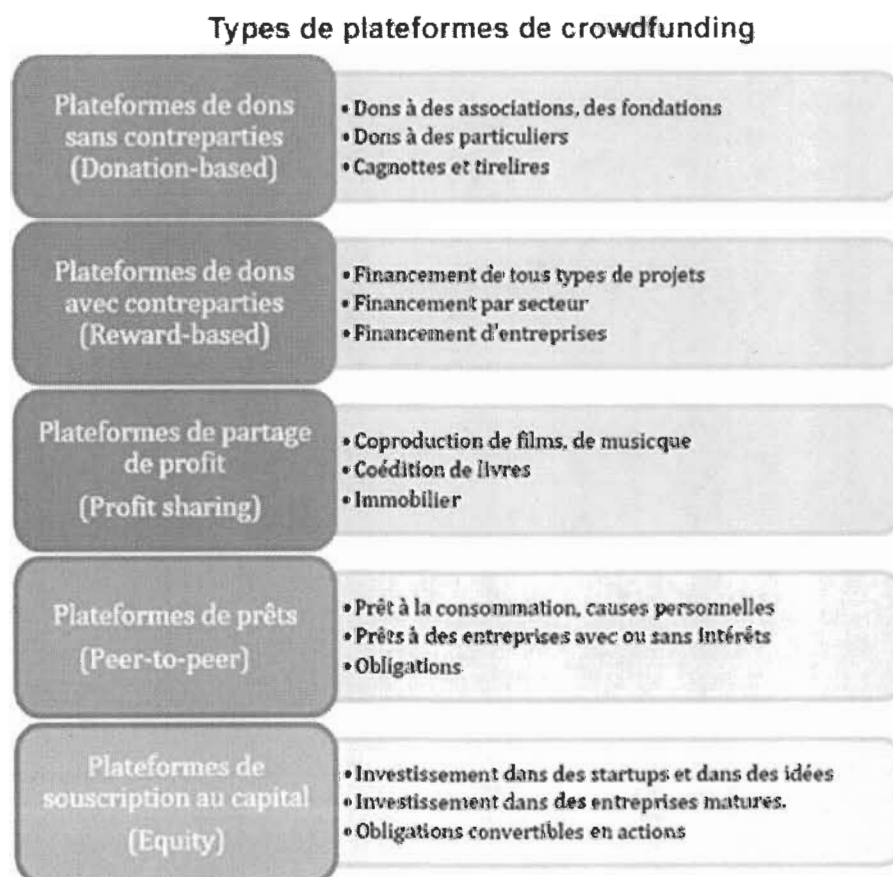 Types de plateformes de crowdfunding
Plateformes de dons
sans contreparties
(Donation-based)
• Dons à des associations, des fondations
• Dons à des particuliers
• Cagnottes et tirelires
Plateformes de dons
avec contreparties
(Reward-based)
• Financement de tous types de projets
• Financement par secteur
• Financement d'entreprises
Plateformes de partage
de profit
(Profit sharing)
• Coproduction de films, de musicque
• Coédition de livres
• Immobilier
Plateformes de prêts
(Peer-to-peer)
• Prêt à la consommation, causes personnelles
• Prêts à des entreprises avec ou sans Intérêts
• Obligations
Plateformes de
souscription au capital
(Equity)
• Investissement dans des startups et dans des idées
• Investissement dans des entreprises matures.
• Obligations convertibles en actions